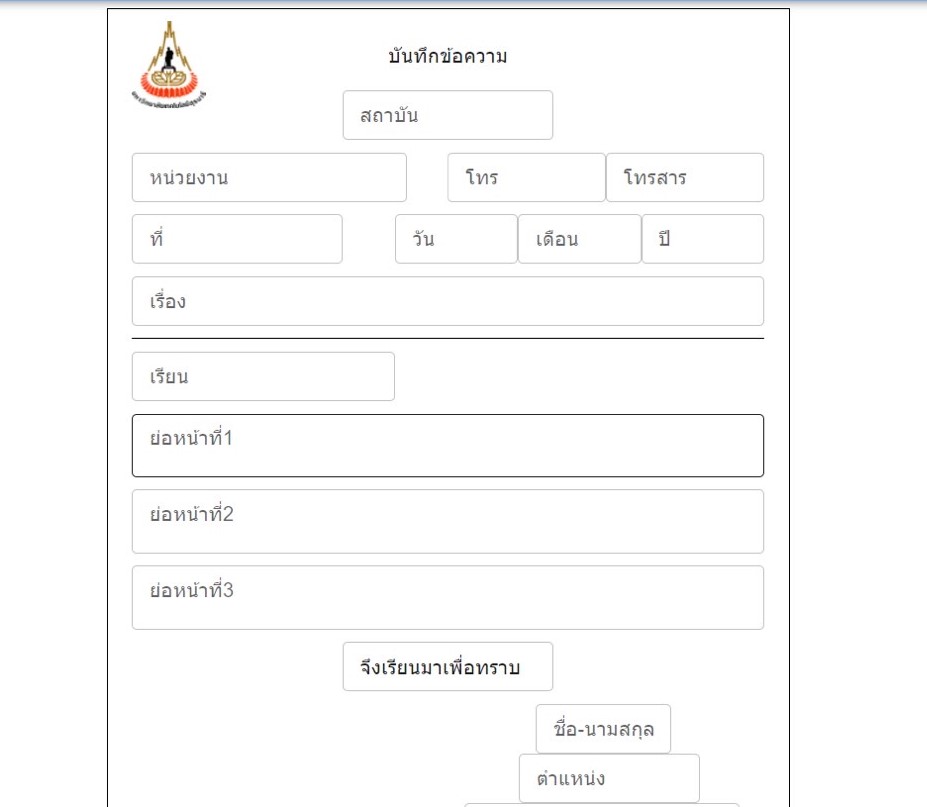 บันทึกข้อความ
สถาบัน
หน่วยงาน โทร โทรสาร
ที่ วัน เดือน ปี
เรื่อง
เรียน
ย่อหน้าที่1
ย่อหน้าที่2
ย่อหน้าที่3
จึงเรียนมาเพื่อทราบ
ชื่อ-นามสกุล
ตำแหน่ง